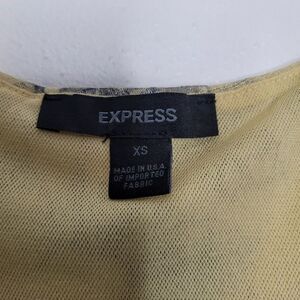 EXPRESS
XS
MADE IN U.S.A.
OF IMPORTED
FABRIC